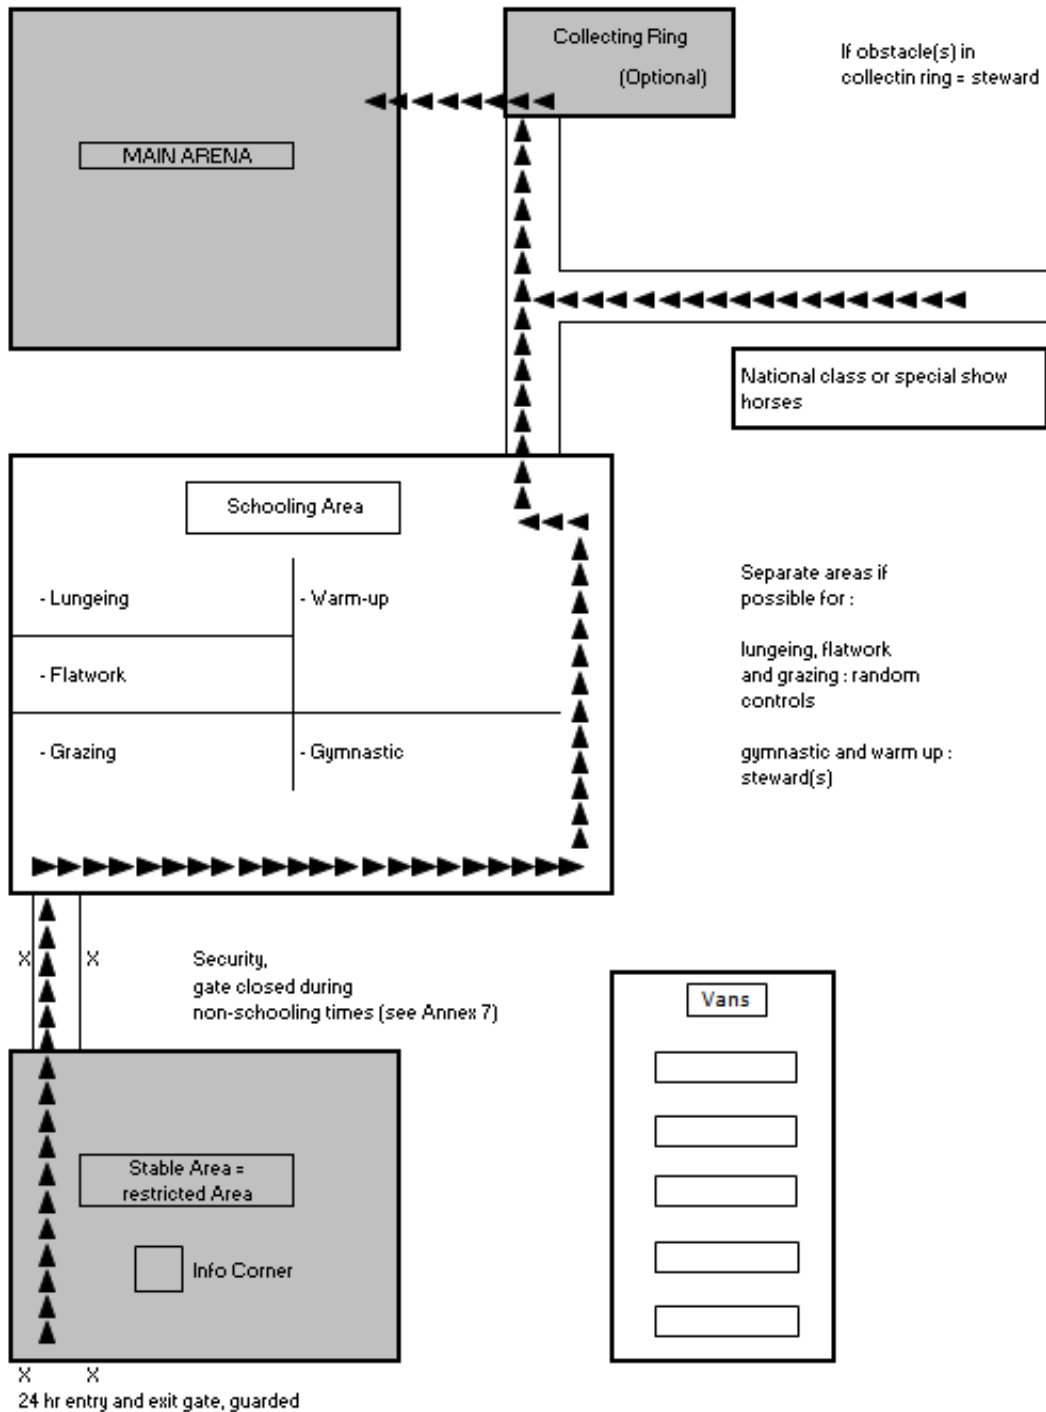 Collecting Ring
(Optional)
If obstacle(s) in
collectin ring = steward
MAIN ARENA
National class or special show
horses
Schooling Area
- Lungeing
- Warm-up
- Flatwork
- Grazing
- Gymnastic
Separate areas if
possible for :
lungeing, flatwork
and grazing : random
controls
gymnastic and warm up :
steward(s)
X X
Security,
gate closed during
non-schooling times (see Annex 7)
Vans
Stable Area =
restricted Area
Info Corner
X X
24 hr entry and exit gate, guarded